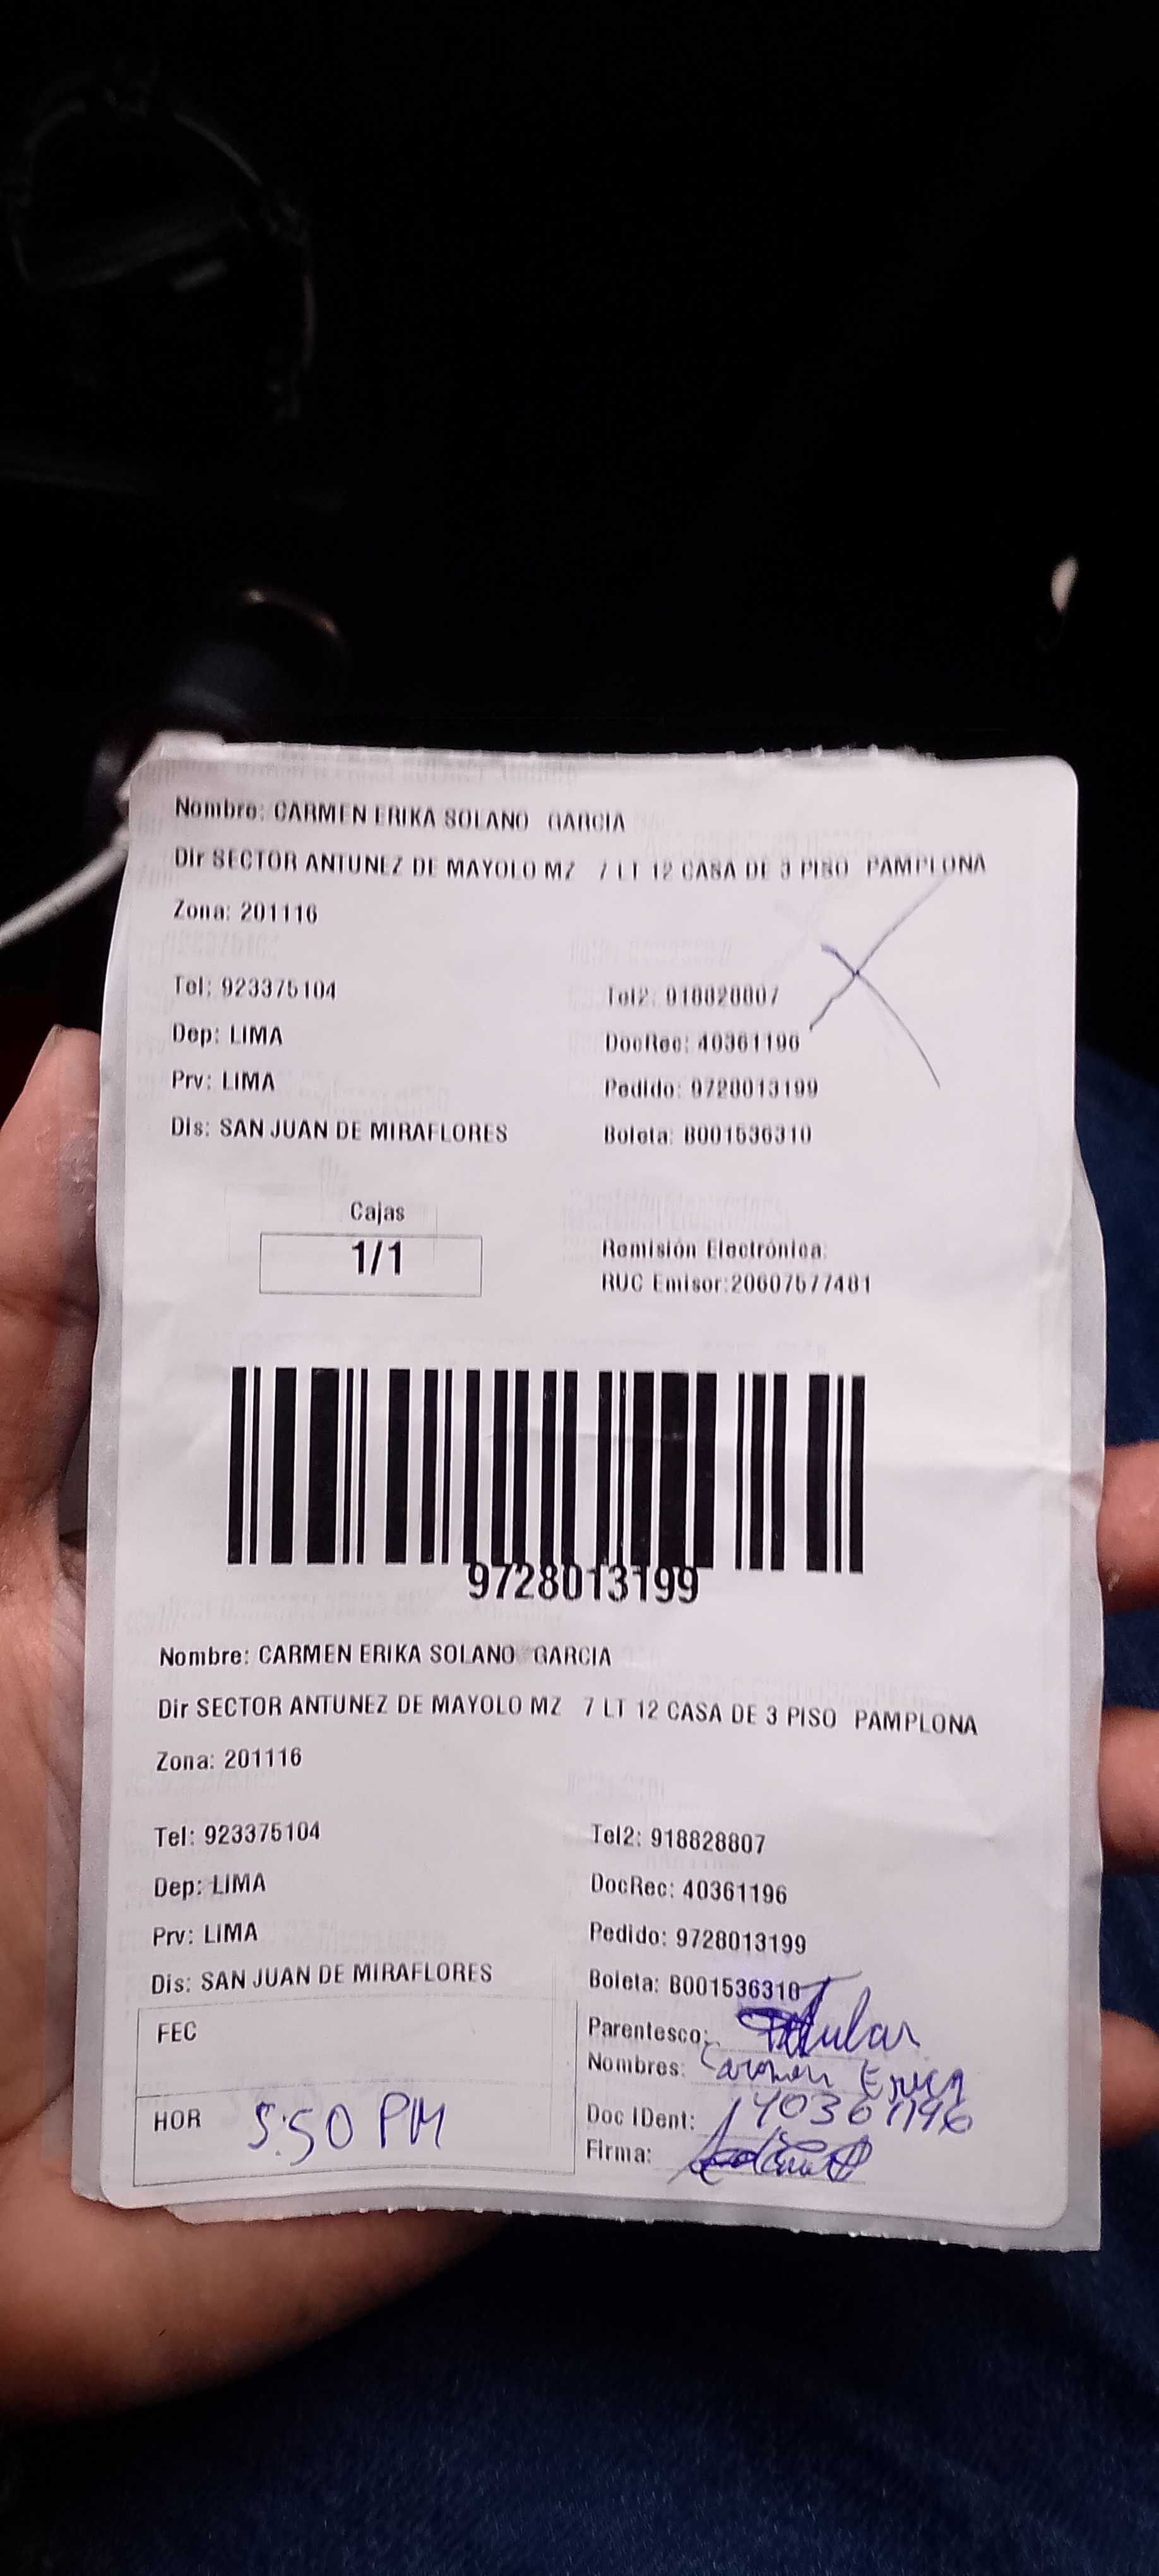 Nombre: CARMEN ERIKA SOLANO GARCIA
Dir SECTOR ANTUNEZ DE MAYOLO MZ 7 LT 12 CASA DE 3 PISO PAMPLONA
Zona: 201116
Tel: 923375104 Tel2: 918828807
Dep: LIMA DocRec: 40361196
Prv: LIMA Pedido: 9728013199
Dis: SAN JUAN DE MIRAFLORES Boleta: B001536310
Cajas
1/1
Remisión Electrónica:
RUC Emisor:20607577481
9728013199
Nombre: CARMEN ERIKA SOLANO GARCIA
Dir SECTOR ANTUNEZ DE MAYOLO MZ 7 LT 12 CASA DE 3 PISO PAMPLONA
Zona: 201116
Tel: 923375104 Tel2: 918828807
Dep: LIMA DocRec: 40361196
Prv: LIMA Pedido: 9728013199
Dis: SAN JUAN DE MIRAFLORES Boleta: B001536310
FEC
Parentesco: Titular
Nombres: Carmen Erica
HOR 5:50 PM
Doc IDent: 40361196
Firma: